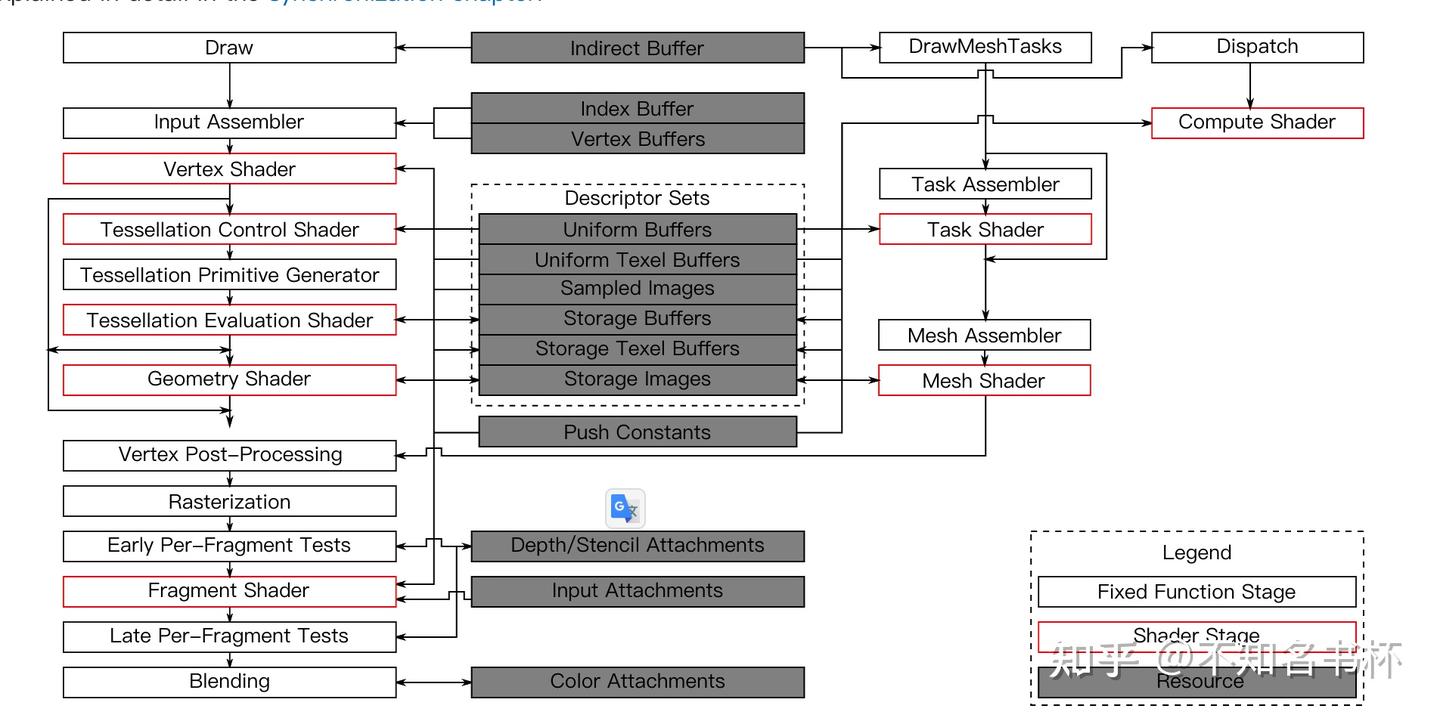 explained in detail in the Synchronization chapter.
Draw
Indirect Buffer
DrawMeshTasks
Dispatch
Input Assembler
Index Buffer
Vertex Buffers
Compute Shader
Vertex Shader
Descriptor Sets
Task Assembler
Tessellation Control Shader
Uniform Buffers
Task Shader
Tessellation Primitive Generator
Uniform Texel Buffers
Sampled Images
Tessellation Evaluation Shader
Storage Buffers
Mesh Assembler
Storage Texel Buffers
Geometry Shader
Storage Images
Mesh Shader
Push Constants
Vertex Post-Processing
Rasterization
G 文
Early Per-Fragment Tests
Depth/Stencil Attachments
Fragment Shader
Input Attachments
Late Per-Fragment Tests
Blending
Color Attachments
Legend
Fixed Function Stage
Shader Stage
知乎 @不知名书杯
Resource